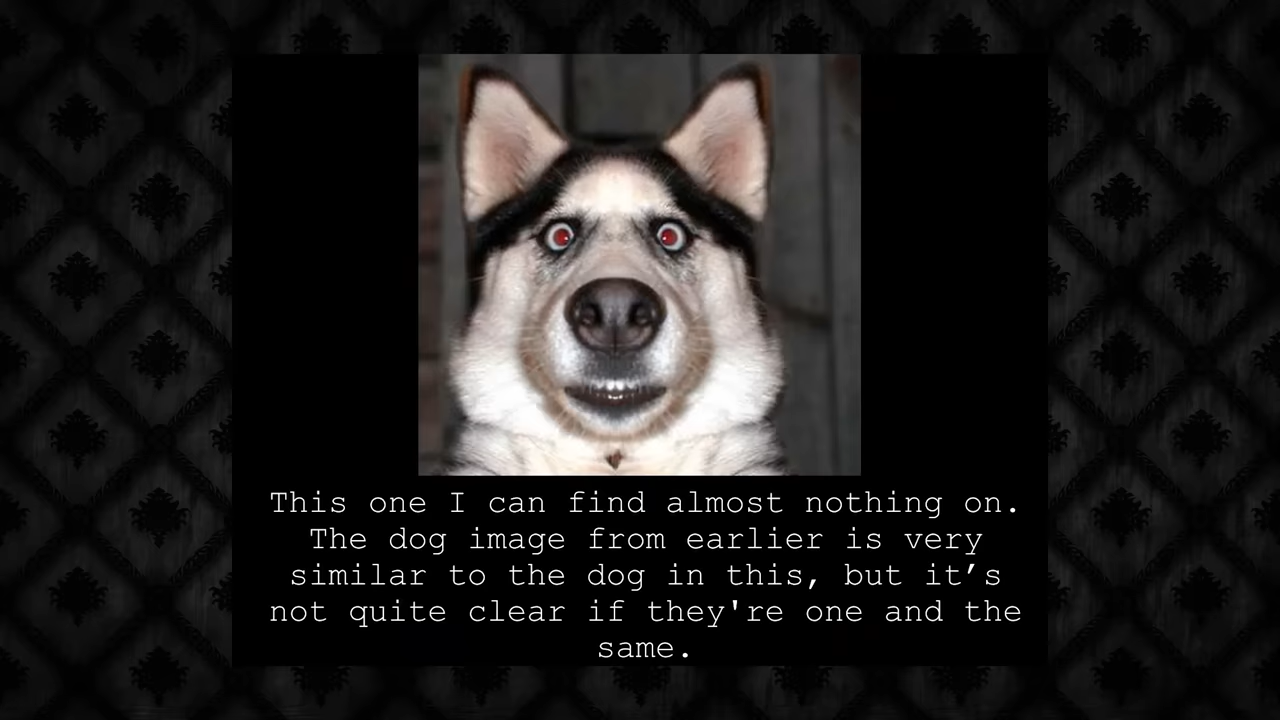 This one I can find almost nothing on.
The dog image from earlier is very
similar to the dog in this, but it’s
not quite clear if they're one and the
same.